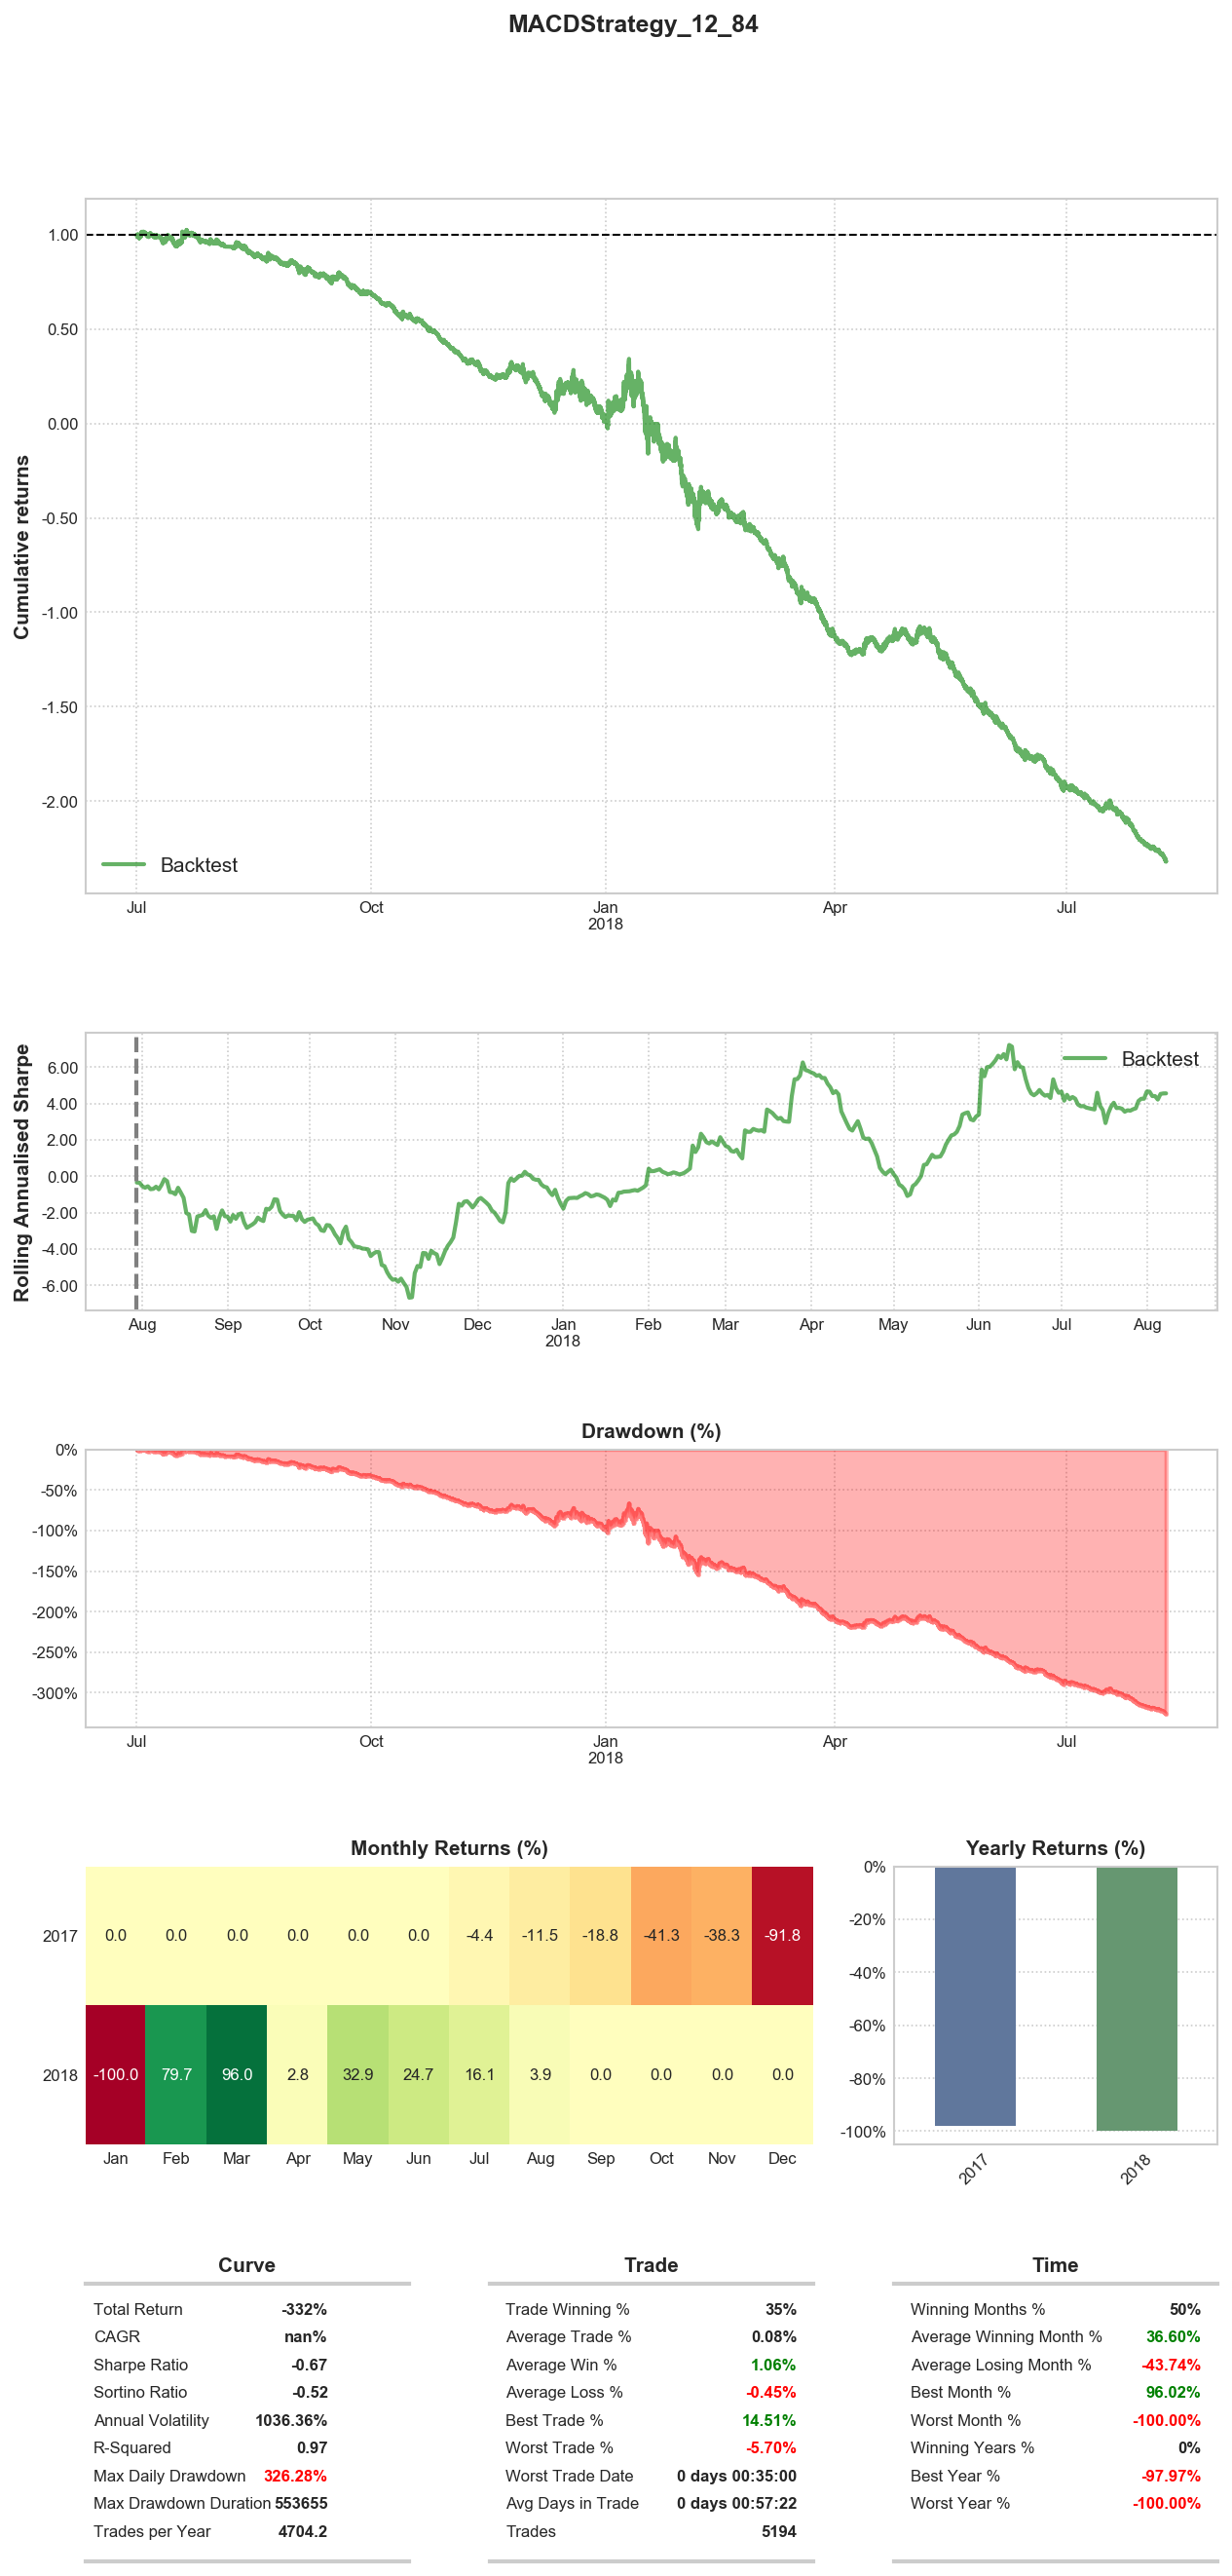 MACDStrategy_12_84
Cumulative returns
1.00
0.50
0.00
-0.50
-1.00
-1.50
-2.00
Backtest
Jul Oct Jan Apr Jul
2018
Rolling Annualised Sharpe
6.00
4.00
2.00
0.00
-2.00
-4.00
-6.00
Backtest
Aug Sep Oct Nov Dec Jan Feb Mar Apr May Jun Jul Aug
2018
Drawdown (%)
0%
-50%
-100%
-150%
-200%
-250%
-300%
Jul Oct Jan Apr Jul
2018
Monthly Returns (%)
2017 0.0 0.0 0.0 0.0 0.0 0.0 -4.4 -11.5 -18.8 -41.3 -38.3 -91.8
2018 -100.0 79.7 96.0 2.8 32.9 24.7 16.1 3.9 0.0 0.0 0.0 0.0
Jan Feb Mar Apr May Jun Jul Aug Sep Oct Nov Dec
Yearly Returns (%)
0%
-20%
-40%
-60%
-80%
-100%
2017 2018
Curve
Total Return -332%
CAGR nan%
Sharpe Ratio -0.67
Sortino Ratio -0.52
Annual Volatility 1036.36%
R-Squared 0.97
Max Daily Drawdown 326.28%
Max Drawdown Duration 553655
Trades per Year 4704.2
Trade
Trade Winning % 35%
Average Trade % 0.08%
Average Win % 1.06%
Average Loss % -0.45%
Best Trade % 14.51%
Worst Trade % -5.70%
Worst Trade Date 0 days 00:35:00
Avg Days in Trade 0 days 00:57:22
Trades 5194
Time
Winning Months % 50%
Average Winning Month % 36.60%
Average Losing Month % -43.74%
Best Month % 96.02%
Worst Month % -100.00%
Winning Years % 0%
Best Year % -97.97%
Worst Year % -100.00%